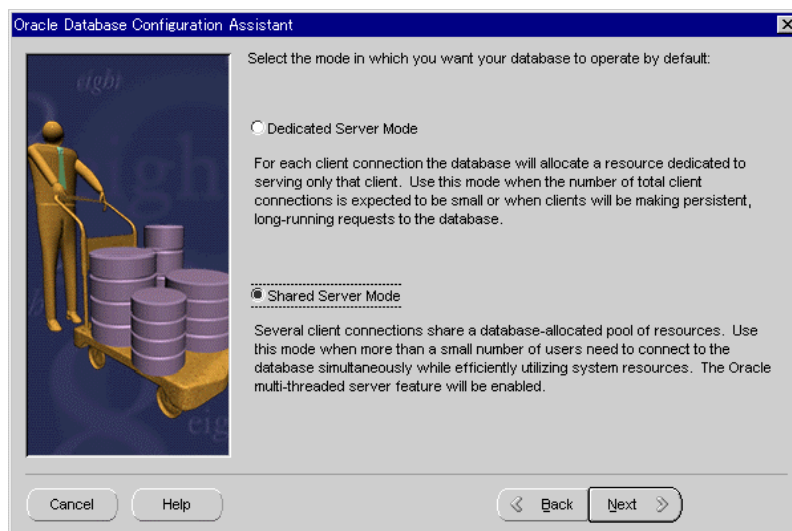 Oracle Database Configuration Assistant
Select the mode in which you want your database to operate by default:
eight
Dedicated Server Mode
For each client connection the database will allocate a resource dedicated to
serving only that client. Use this mode when the number of total client
connections is expected to be small or when clients will be making persistent,
long-running requests to the database.
eight
Shared Server Mode
Several client connections share a database-allocated pool of resources. Use
this mode when more than a small number of users need to connect to the
database simultaneously while efficiently utilizing system resources. The Oracle
multi-threaded server feature will be enabled.
8
eig
Cancel
Help
Back
Next